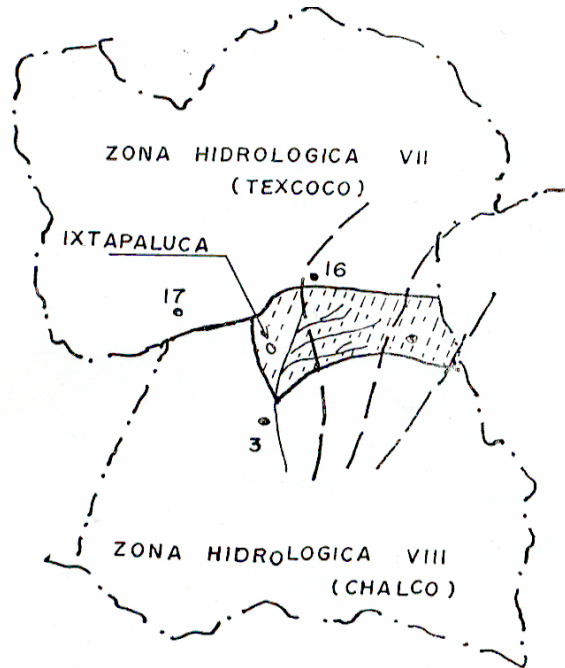 ZONA HIDROLOGICA VII
(TEXCOCO)
IXTAPALUCA
16
17
3
ZONA HIDROLOGICA VIII
(CHALCO)